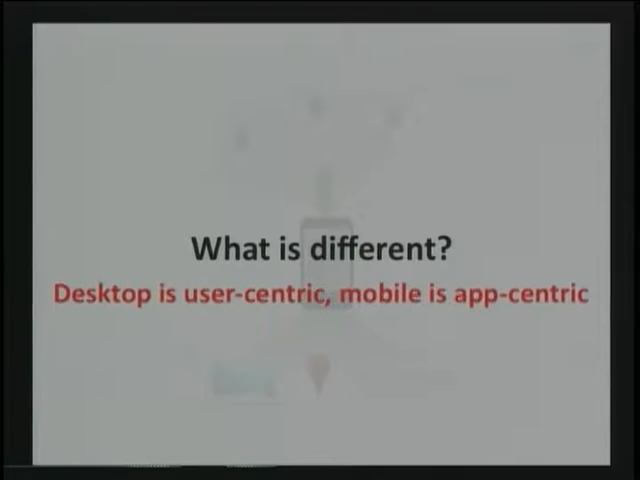 What is different?
Desktop is user-centric, mobile is app-centric